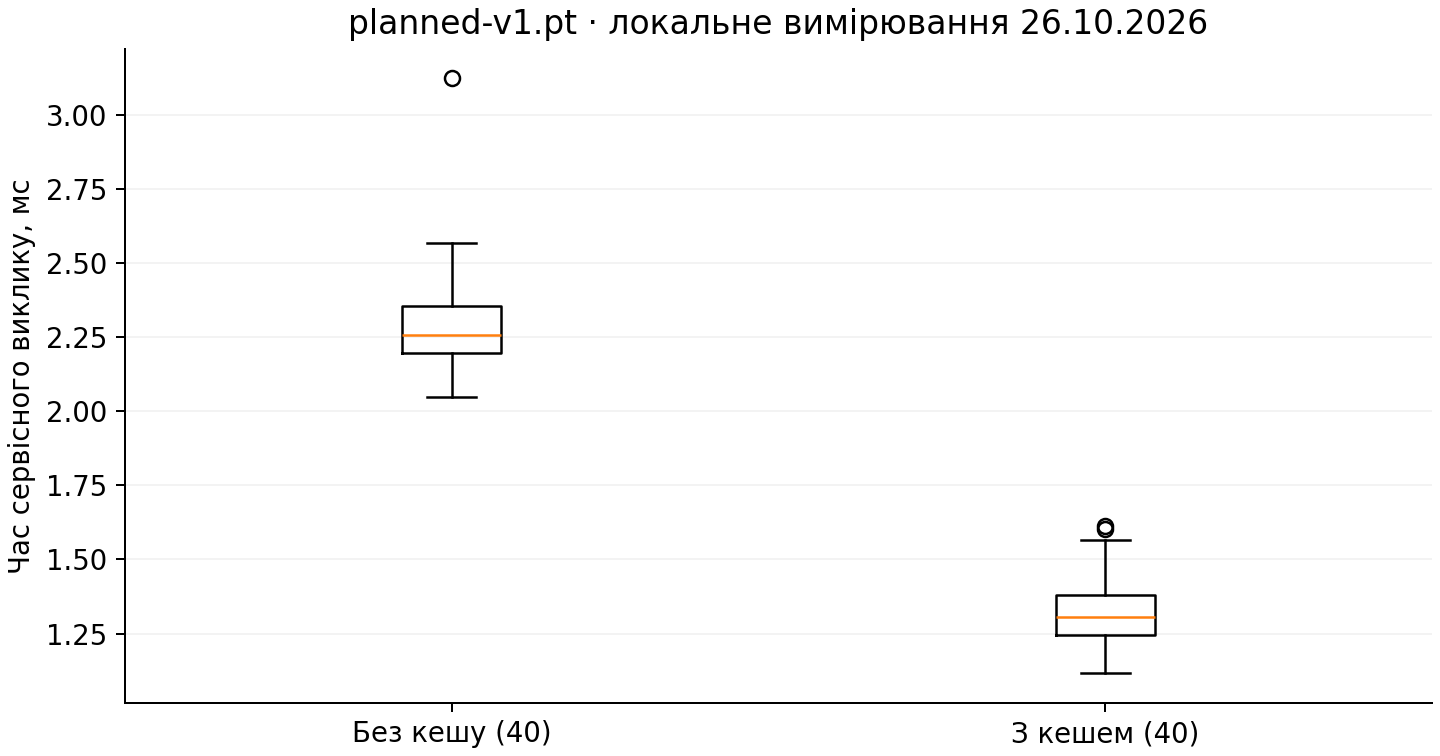 planned-v1.pt · локальне вимірювання 26.10.2026
Час сервісного виклику, мс
3.00
2.75
2.50
2.25
2.00
1.75
1.50
1.25
Без кешу (40)
З кешем (40)